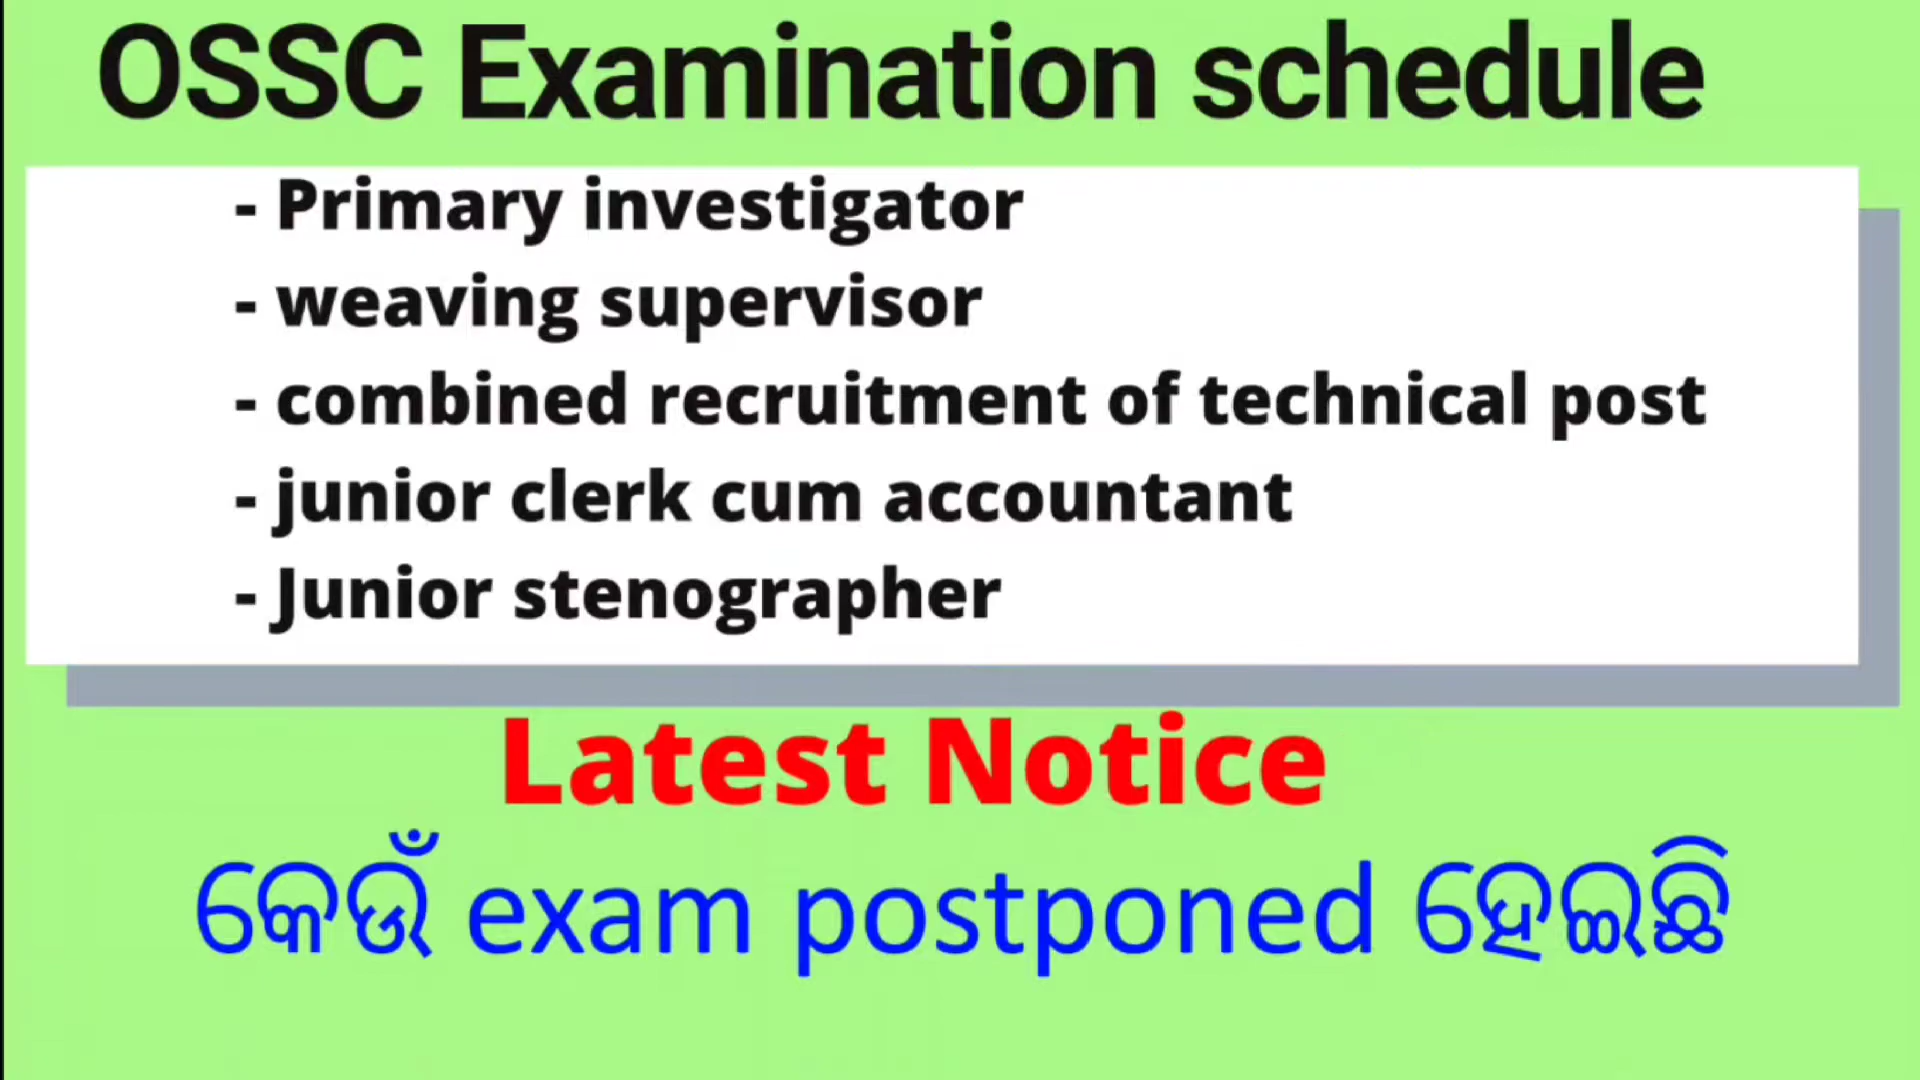 OSSC Examination schedule
- Primary investigator
- weaving supervisor
- combined recruitment of technical post
- junior clerk cum accountant
- Junior stenographer
Latest Notice
କେଉଁ exam postponed ହେଇଛି